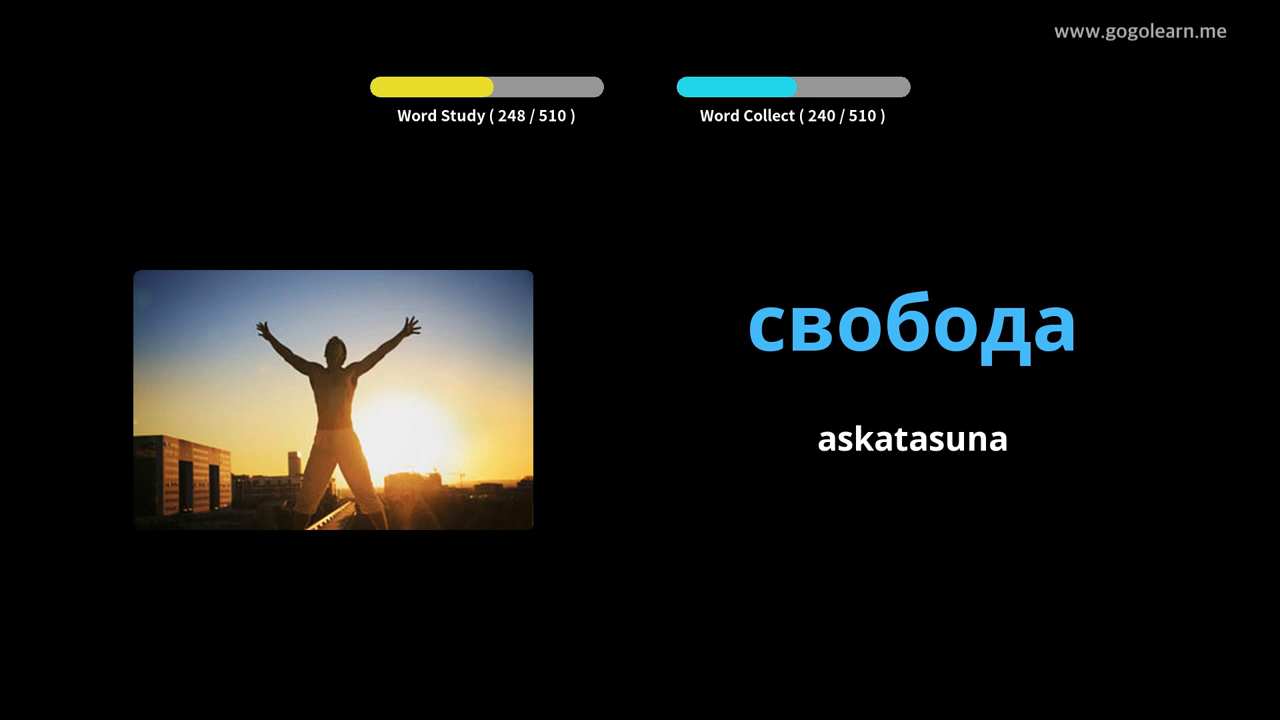 www.gogolearn.me
Word Study ( 248 / 510 )
Word Collect ( 240 / 510 )
свобода
askatasuna